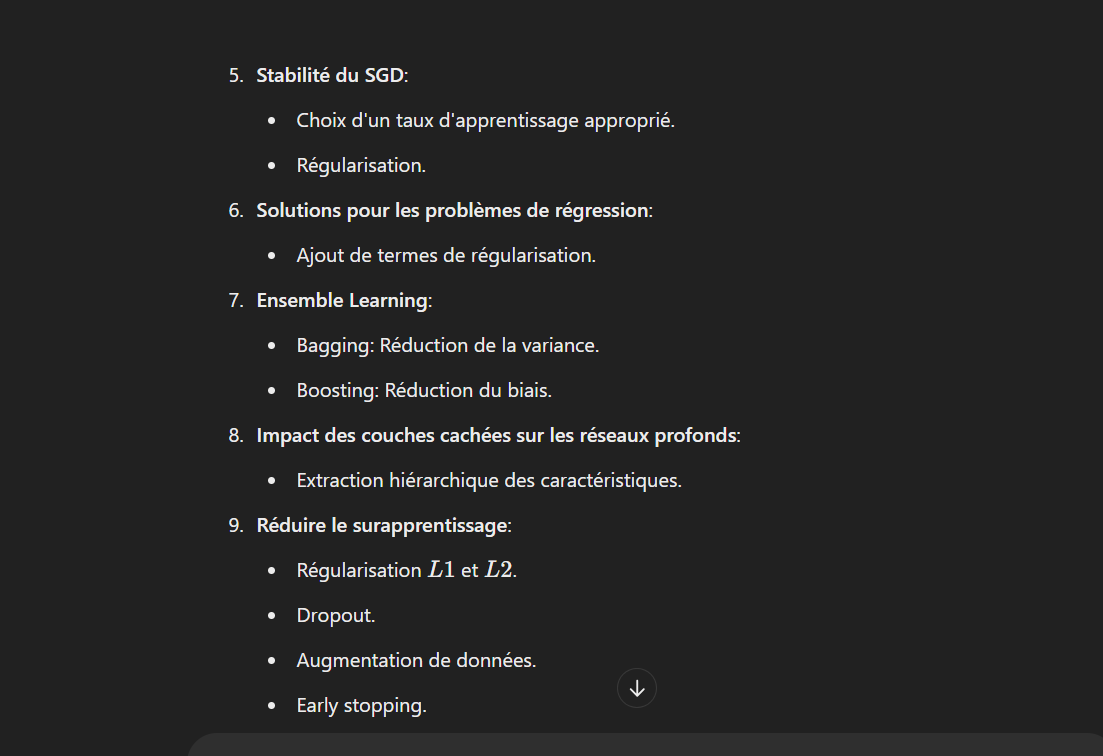 5. Stabilité du SGD:
• Choix d'un taux d'apprentissage approprié.
• Régularisation.
6. Solutions pour les problèmes de régression:
• Ajout de termes de régularisation.
7. Ensemble Learning:
• Bagging: Réduction de la variance.
• Boosting: Réduction du biais.
8. Impact des couches cachées sur les réseaux profonds:
• Extraction hiérarchique des caractéristiques.
9. Réduire le surapprentissage:
• Régularisation L1 et L2.
• Dropout.
• Augmentation de données.
• Early stopping.